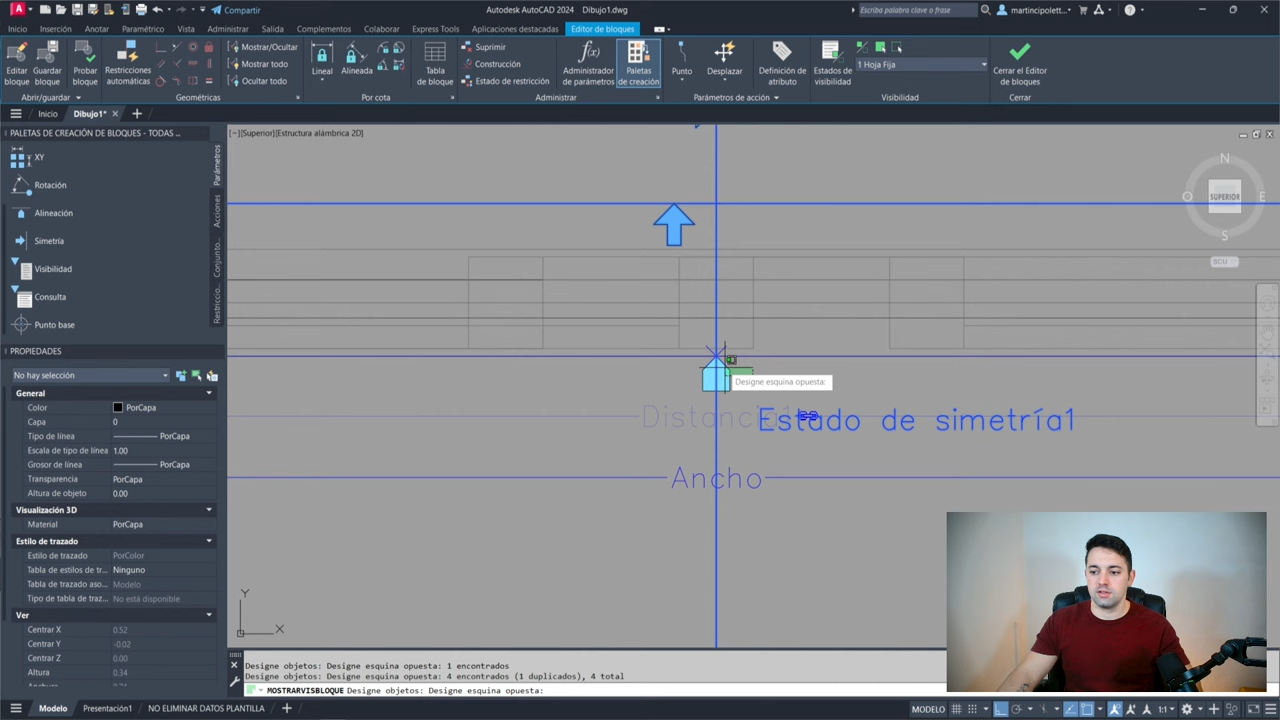 Compartir
Autodesk AutoCAD 2024 Dibujo1.dwg
Escriba palabra clave o frase
martincipolett...
Inicio Inserción Anotar Paramétrico Vista Administrar Salida Complementos Colaborar Express Tools Aplicaciones destacadas Editor de bloques
Editar bloque
Guardar bloque
Probar bloque
Restricciones automáticas
Mostrar/Ocultar
Mostrar todo
Ocultar todo
Lineal
Alineada
Tabla de bloque
Suprimir
Construcción
Estado de restricción
Administrador de parámetros
Paletas de creación
Punto
Desplazar
Definición de atributo
Estados de visibilidad
1 Hoja Fija
Cerrar el Editor de bloques
Abrir/guardar Geométricas Por cota Administrar Parámetros de acción Visibilidad Cerrar
Inicio Dibujo1*
PALETAS DE CREACIÓN DE BLOQUES - TODAS ...
[−][Superior][Estructura alámbrica 2D]
XY
Rotación
Alineación
Simetría
Visibilidad
Consulta
Punto base
Parámetros
Acciones
Conjunto...
Restricci...
N
O SUPERIOR E
S
SCU
PROPIEDADES
No hay selección
General
Color PorCapa
Capa 0
Tipo de línea PorCapa
Escala de tipo de línea 1.00
Grosor de línea PorCapa
Transparencia PorCapa
Altura de objeto 0.00
Visualización 3D
Material PorCapa
Estilo de trazado
Estilo de trazado PorColor
Tabla de estilos de tr... Ninguno
Tabla de trazado aso... Modelo
Tipo de tabla de traz... No está disponible
Ver
Centrar X 0.52
Centrar Y -0.02
Centrar Z 0.00
Altura 0.34
Designe esquina opuesta:
Distancia1
Estado de simetría1
Ancho
Y
X
Designe objetos: Designe esquina opuesta: 1 encontrados
Designe objetos: Designe esquina opuesta: 4 encontrados (1 duplicados), 4 total
MOSTRARVISBLOQUE Designe objetos: Designe esquina opuesta:
Modelo Presentación1 NO ELIMINAR DATOS PLANTILLA
MODELO
1:1